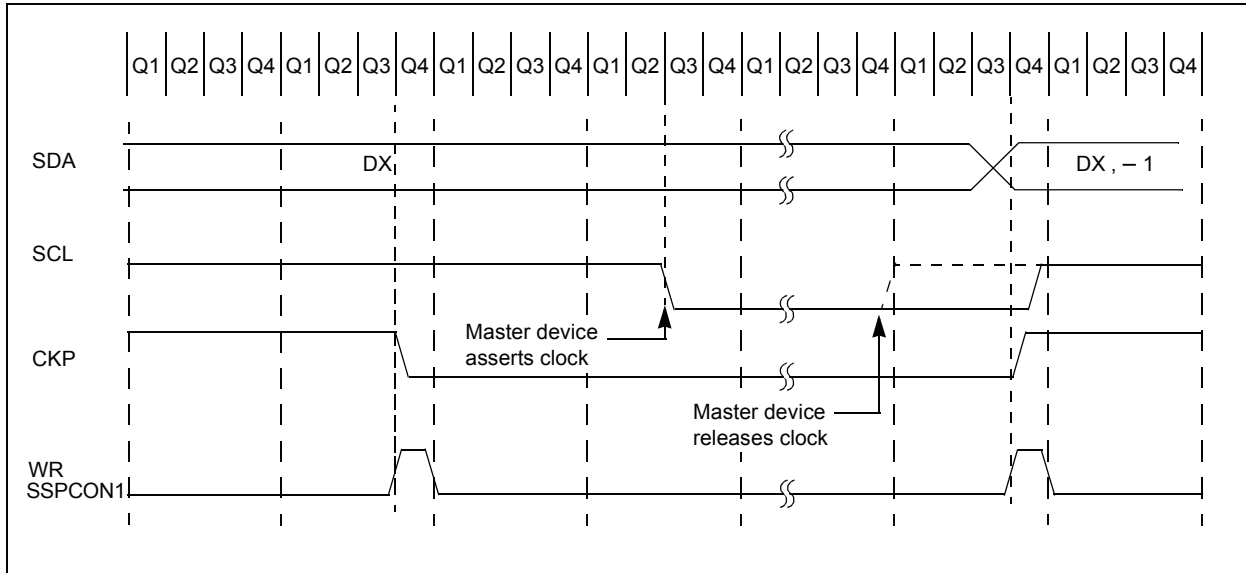 Q1 Q2 Q3 Q4 Q1 Q2 Q3 Q4 Q1 Q2 Q3 Q4 Q1 Q2 Q3 Q4 Q1 Q2 Q3 Q4 Q1 Q2 Q3 Q4 Q1 Q2 Q3 Q4
SDA
DX
DX , – 1
SCL
Master device
asserts clock
CKP
Master device
releases clock
WR
SSPCON1